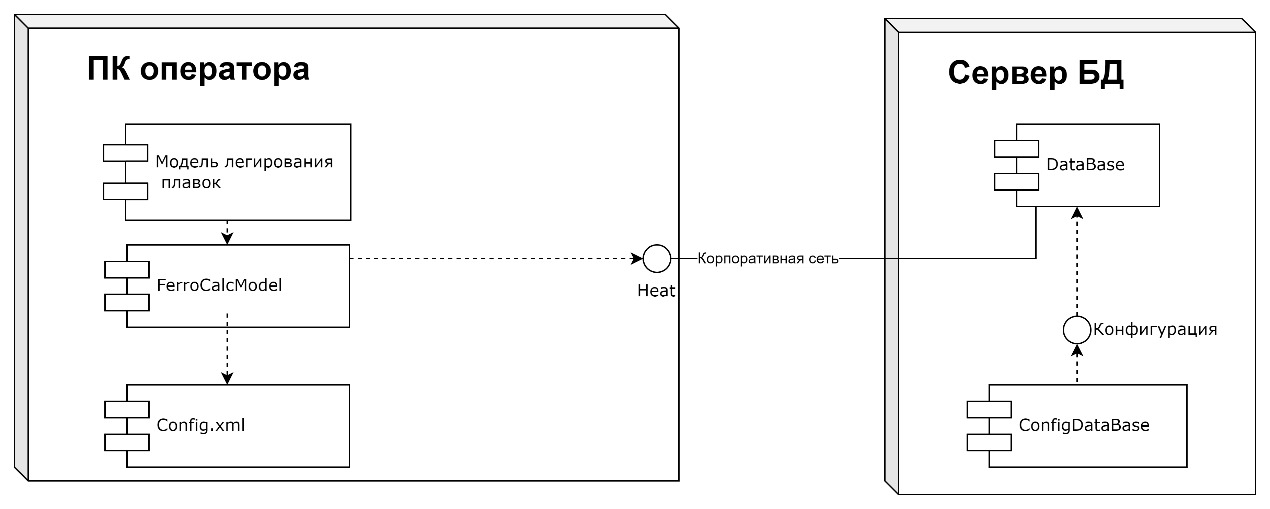 ПК оператора
Модель легирования
плавок
FerroCalcModel
Config.xml
Heat
Корпоративная сеть
Сервер БД
DataBase
Конфигурация
ConfigDataBase